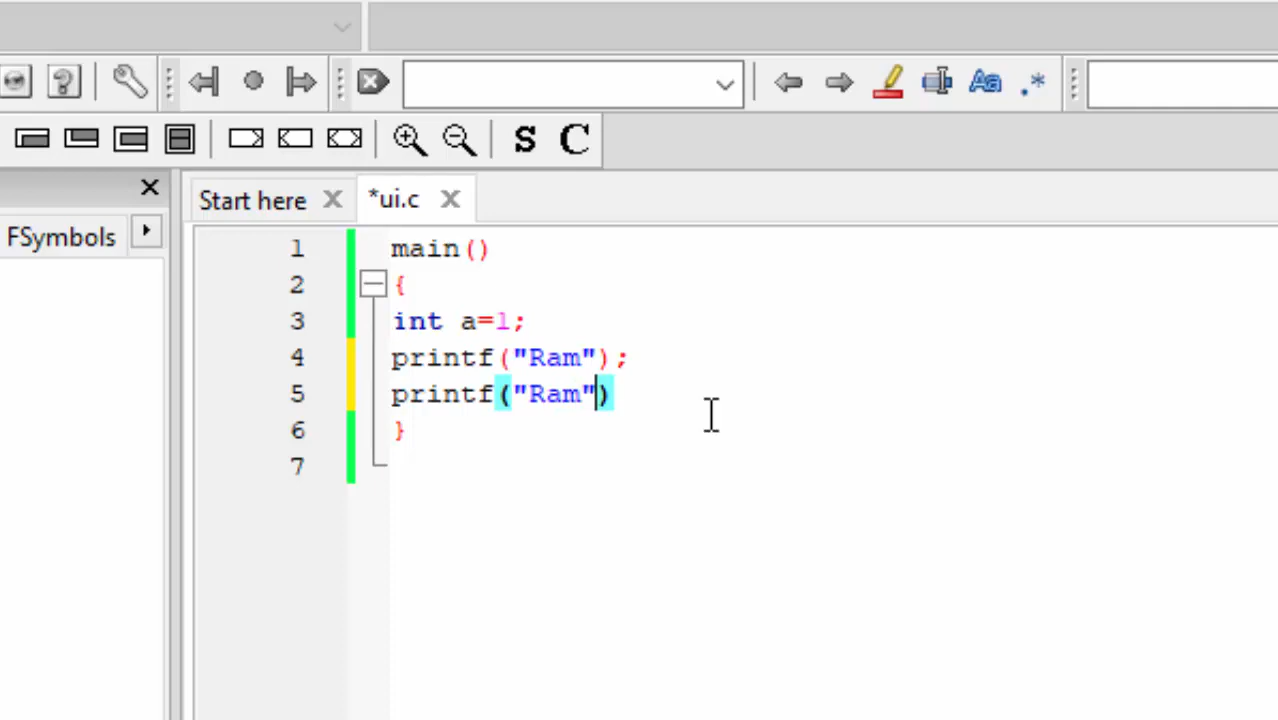 S C
Start here *ui.c
FSymbols
1 main()
2 {
3 int a=1;
4 printf("Ram");
5 printf("Ram")
6 }
7